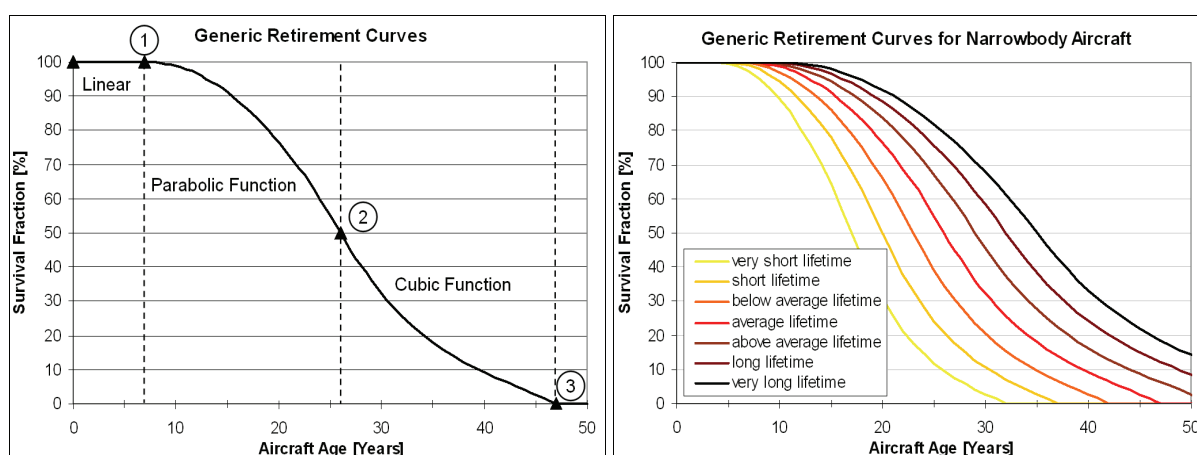 Generic Retirement Curves
1
100
90
80
70
60
50
40
30
20
10
0
Linear
Parabolic Function
2
Cubic Function
3
0
10
20
30
40
50
Survival Fraction [%]
Aircraft Age [Years]
Generic Retirement Curves for Narrowbody Aircraft
100
90
80
70
60
50
40
30
20
10
0
very short lifetime
short lifetime
below average lifetime
average lifetime
above average lifetime
long lifetime
very long lifetime
0
10
20
30
40
50
Survival Fraction [%]
Aircraft Age [Years]